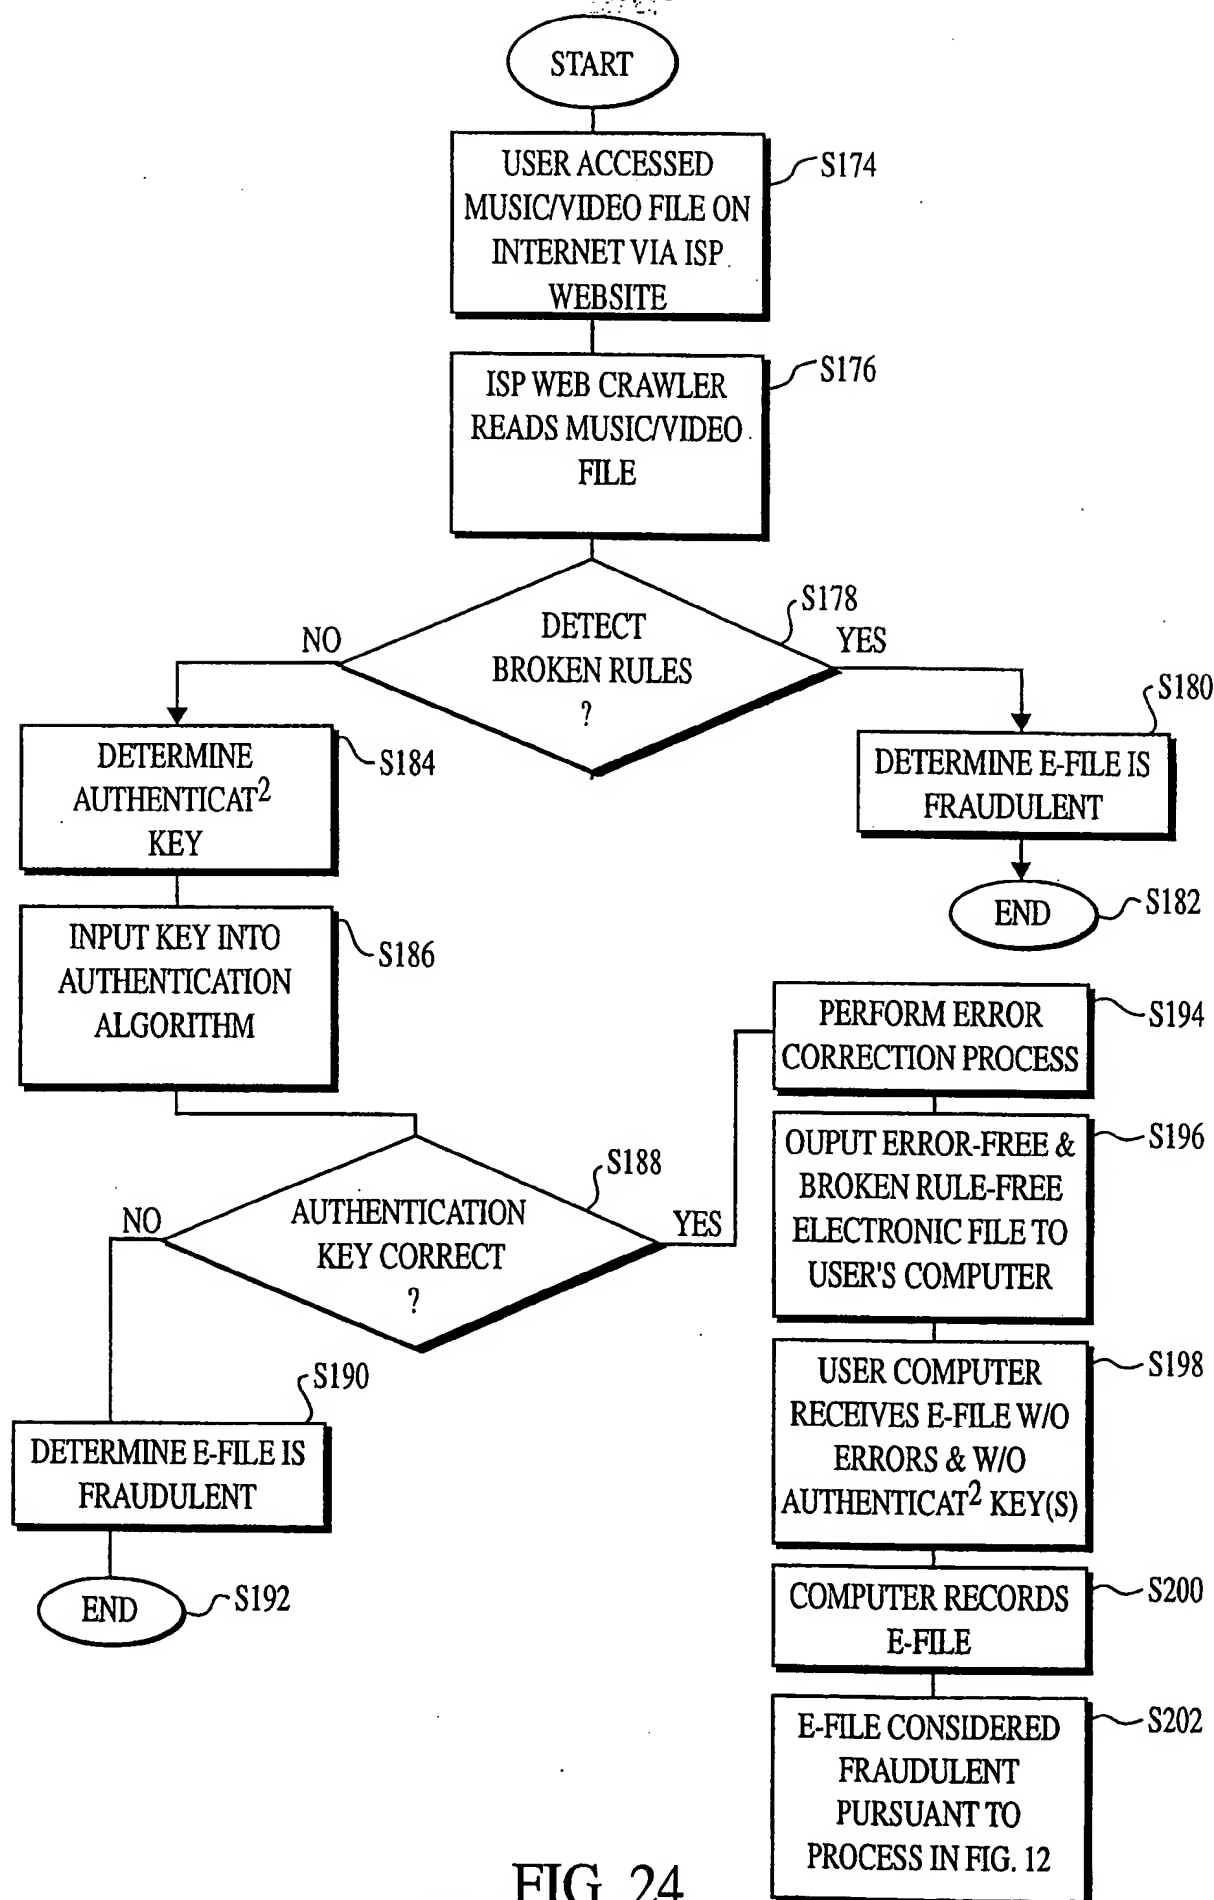 START
USER ACCESSED
MUSIC/VIDEO FILE ON
INTERNET VIA ISP
WEBSITE
S174
ISP WEB CRAWLER
READS MUSIC/VIDEO
FILE
S176
DETECT
BROKEN RULES
?
S178
NO
YES
DETERMINE
AUTHENTICAT²
KEY
S184
DETERMINE E-FILE IS
FRAUDULENT
S180
END
S182
INPUT KEY INTO
AUTHENTICATION
ALGORITHM
S186
AUTHENTICATION
KEY CORRECT
?
S188
NO
YES
DETERMINE E-FILE IS
FRAUDULENT
S190
END
S192
PERFORM ERROR
CORRECTION PROCESS
S194
OUPUT ERROR-FREE &
BROKEN RULE-FREE
ELECTRONIC FILE TO
USER'S COMPUTER
S196
USER COMPUTER
RECEIVES E-FILE W/O
ERRORS & W/O
AUTHENTICAT² KEY(S)
S198
COMPUTER RECORDS
E-FILE
S200
E-FILE CONSIDERED
FRAUDULENT
PURSUANT TO
PROCESS IN FIG. 12
S202
FIG. 24